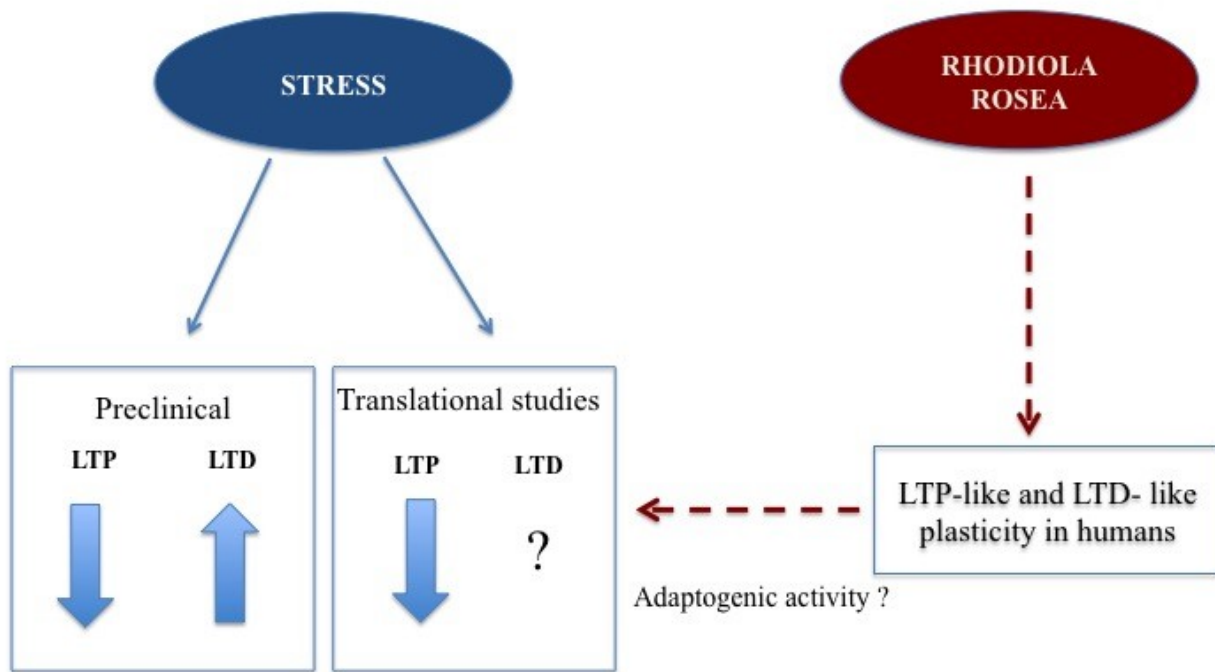 STRESS
RHODIOLA
ROSEA
Preclinical
LTP LTD
Translational studies
LTP LTD
?
LTP-like and LTD- like
plasticity in humans
Adaptogenic activity ?